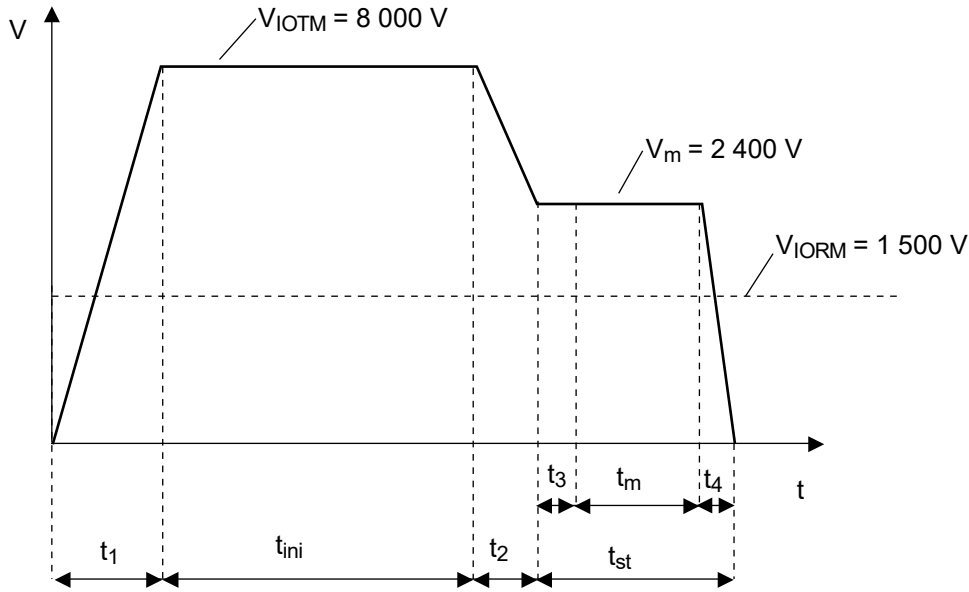 V
VIOTM = 8 000 V
Vm = 2 400 V
VIORM = 1 500 V
t3
tm
t4
t
t1
tini
t2
tst